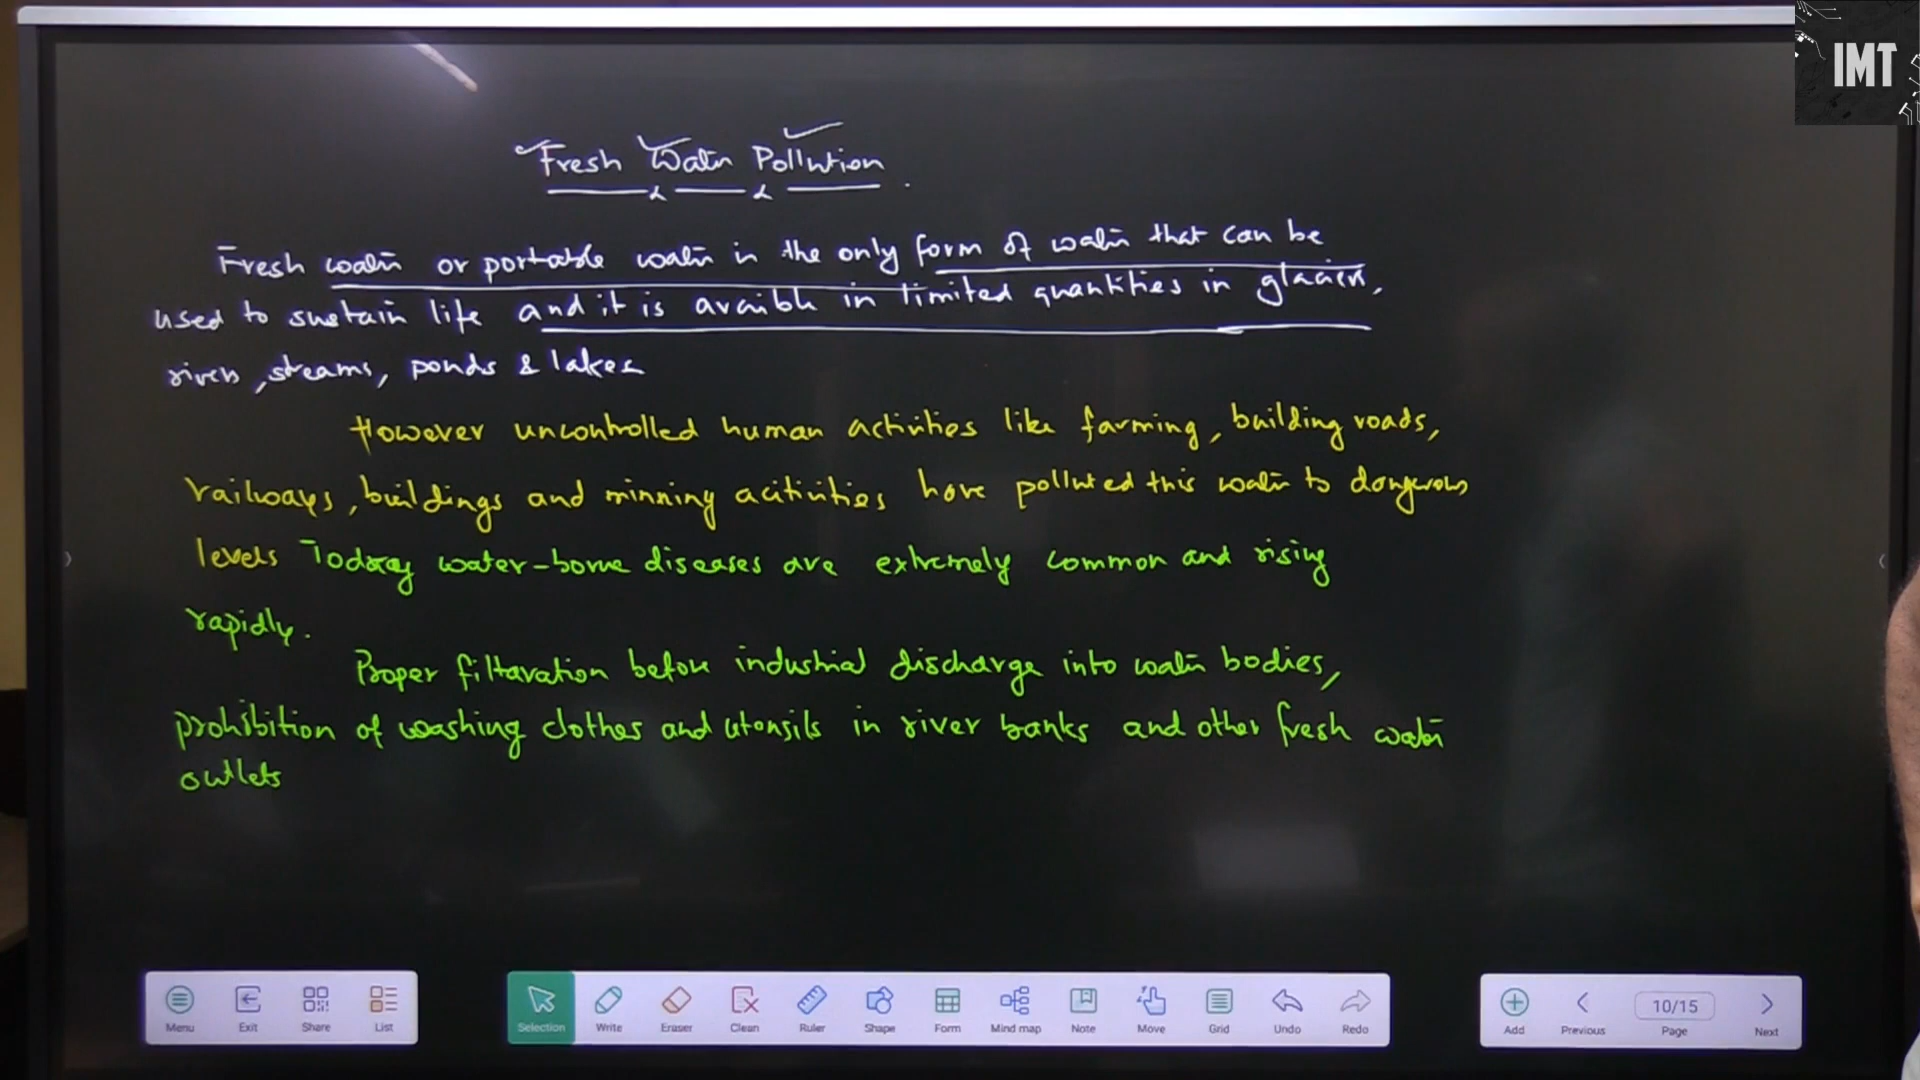 IMT
Fresh Water Pollution
Fresh water or portable water is the only form of water that can be
used to sustain life and it is avaible in limited quantities in glaciers,
rivers, streams, ponds & lakes
However uncontrolled human activities like farming, building roads,
railways, buildings and minning acitivities have polluted this water to dangerous
levels Today water-borne diseases are extremely common and rising
rapidly.
Proper filtaration before industrial discharge into water bodies,
prohibition of washing clothes and utensils in river banks and other fresh water
outlets
Menu Exit Share List Selection Write Eraser Clean Ruler Shape Form Mind map Note Move Grid Undo Redo Add Previous 10/15 Page Next